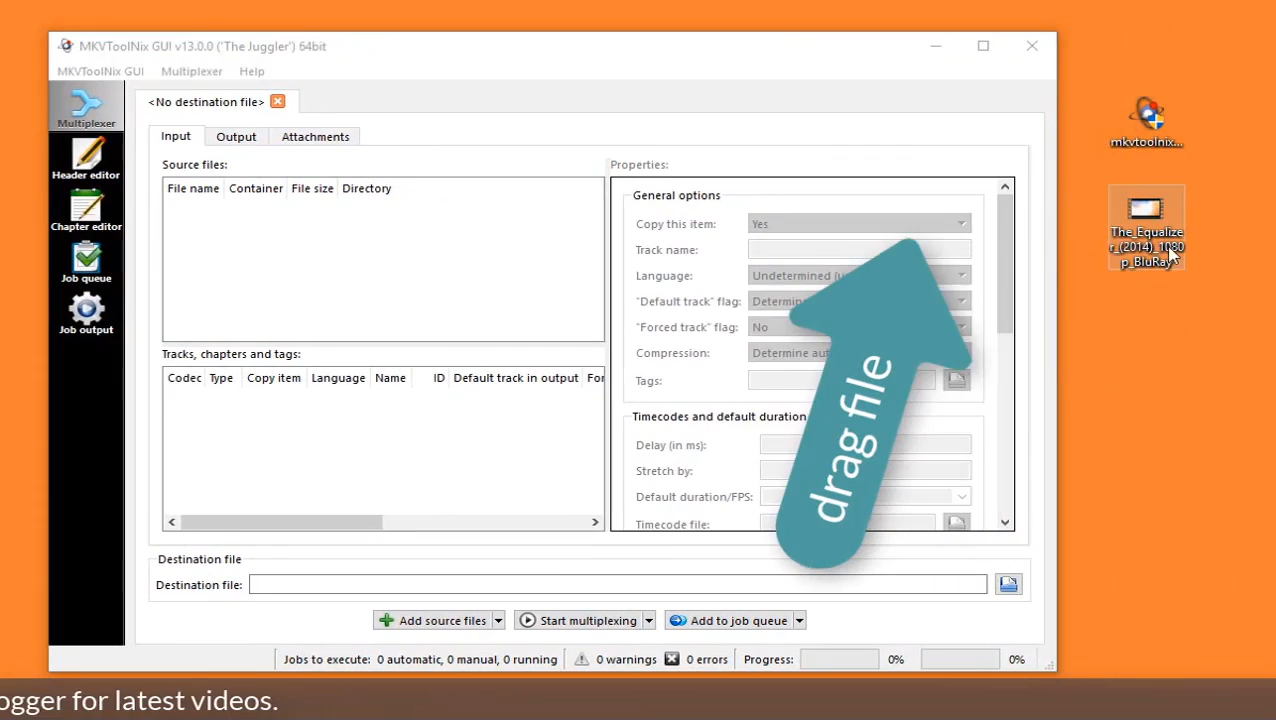 MKVToolNix GUI v13.0.0 ('The Juggler') 64bit
MKVToolNix GUI Multiplexer Help
<No destination file>
Multiplexer
Header editor
Chapter editor
Job queue
Job output
Input Output Attachments
Source files:
File name Container File size Directory
Tracks, chapters and tags:
Codec Type Copy item Language Name ID Default track in output For
Properties:
General options
Copy this item: Yes
Track name:
Language: Undetermined (u
"Default track" flag: Determin
"Forced track" flag: No
Compression: Determine au
Tags:
Timecodes and default duration
Delay (in ms):
Stretch by:
Default duration/FPS:
Timecode file:
drag file
Destination file
Destination file:
Add source files Start multiplexing Add to job queue
Jobs to execute: 0 automatic, 0 manual, 0 running 0 warnings 0 errors Progress: 0% 0%
mkvtoolnix...
The_Equalize
r_(2014)_1080
p_BluRay
ogger for latest videos.